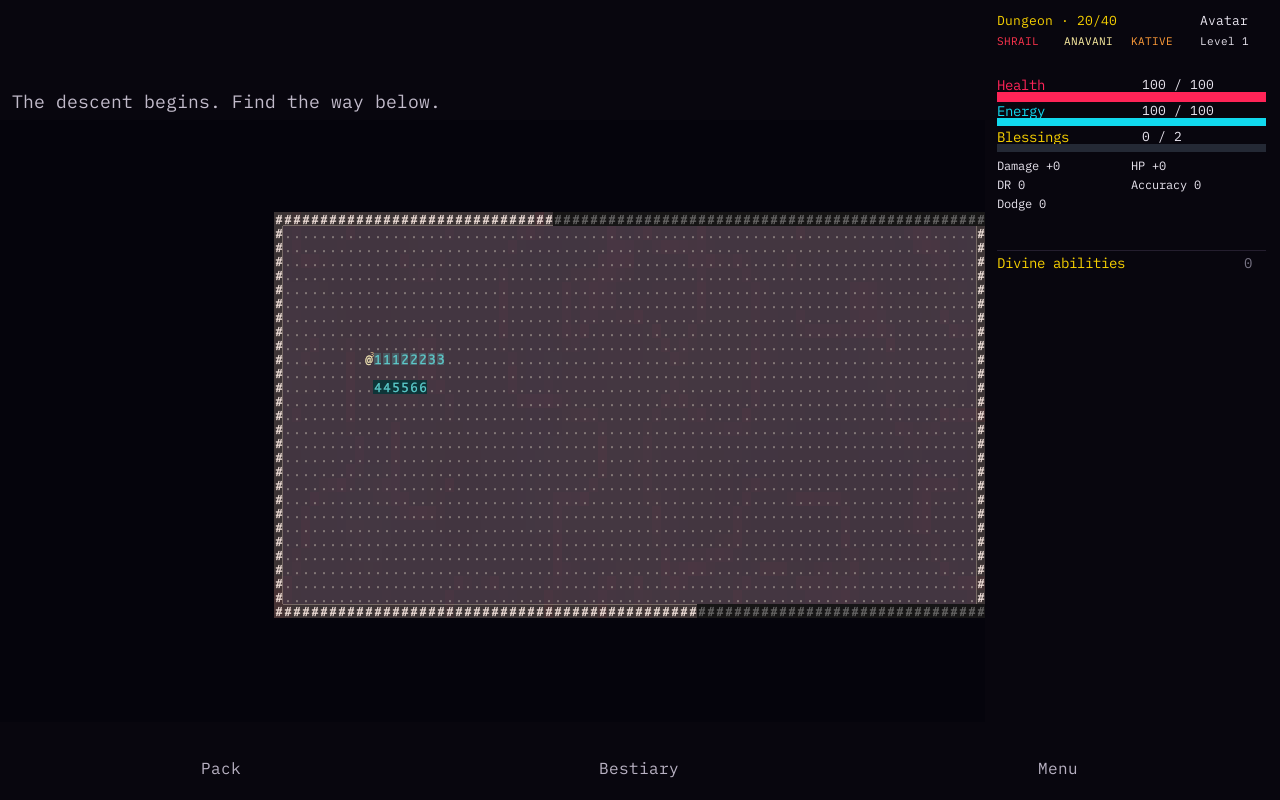 Dungeon · 20/40 Avatar
SHRAIL ANAVANI KATIVE Level 1
Health 100 / 100
The descent begins. Find the way below.
Energy 100 / 100
Blessings 0 / 2
Damage +0 HP +0
DR 0 Accuracy 0
Dodge 0
Divine abilities 0
@11122233
445566
Pack Bestiary Menu